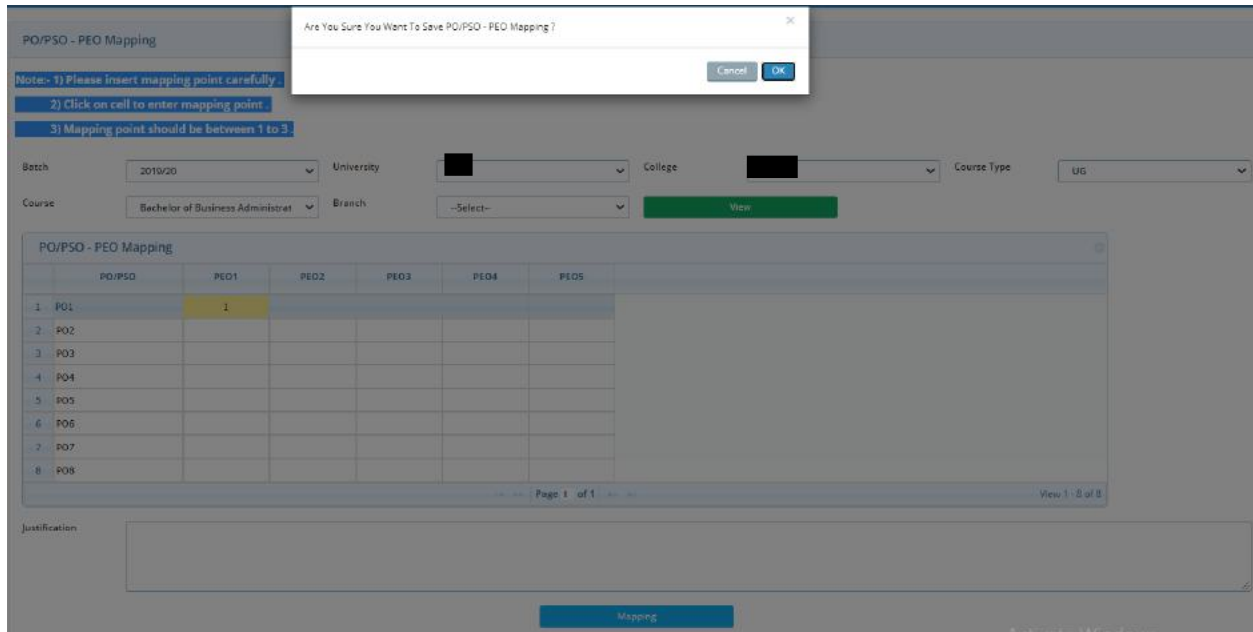 Are You Sure You Want To Save PO/PSO - PEO Mapping ?
×
Cancel OK
PO/PSO - PEO Mapping
Note:- 1) Please insert mapping point carefully .
2) Click on cell to enter mapping point .
3) Mapping point should be between 1 to 3 .
Batch 2019/20 University College Course Type UG
Course Bachelor of Business Administrat Branch --Select-- View
PO/PSO - PEO Mapping
PO/PSO PEO1 PEO2 PEO3 PEO4 PEO5
1 PO1 1
2 PO2
3 PO3
4 PO4
5 PO5
6 PO6
7 PO7
8 PO8
Page 1 of 1 View 1 - 8 of 8
Justification
Mapping